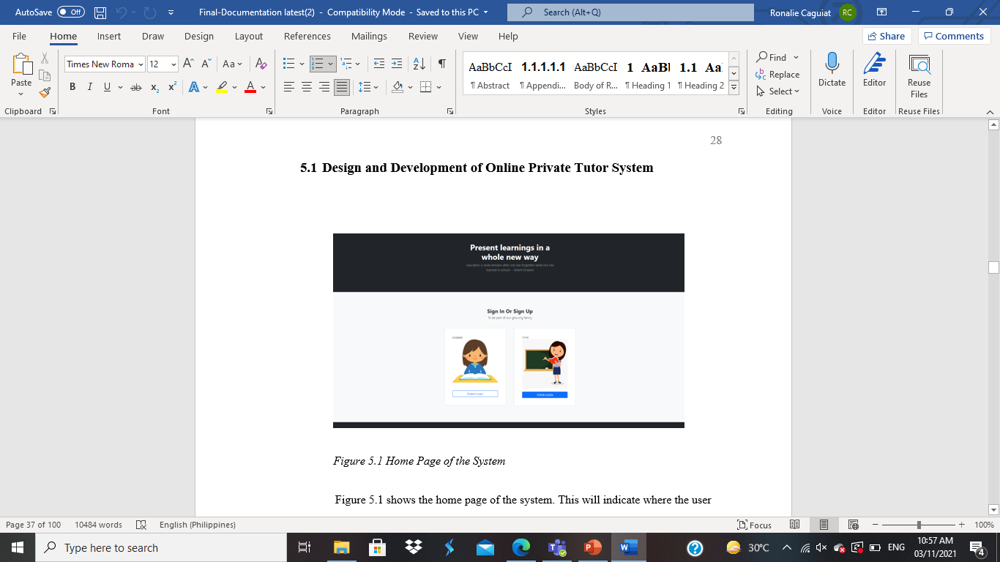 AutoSave Off Final-Documentation latest(2) - Compatibility Mode - Saved to this PC Search (Alt+Q) Ronalie Caguiat RC
File Home Insert Draw Design Layout References Mailings Review View Help Share Comments
Paste
Times New Roma 12
Clipboard Font Paragraph Styles Editing Voice Editor Reuse Files
AaBbCcI 1.1.1.1.1 AaBbCcI 1 AaBl 1.1 Aa
¶ Abstract ¶ Appendi... Body of R... ¶ Heading 1 ¶ Heading 2
Find
Replace
Select
Dictate
Editor
Reuse
Files
28
5.1 Design and Development of Online Private Tutor System
Present learnings in a
whole new way
Education is what remains after one has forgotten what one has
learned in school. - Albert Einstein
Sign In Or Sign Up
To be part of our growing family
STUDENT
Student Login
TUTOR LOGIN
Figure 5.1 Home Page of the System
Figure 5.1 shows the home page of the system. This will indicate where the user
Page 37 of 100 10484 words English (Philippines) Focus 100%
Type here to search 30°C ENG 10:57 AM
03/11/2021 4